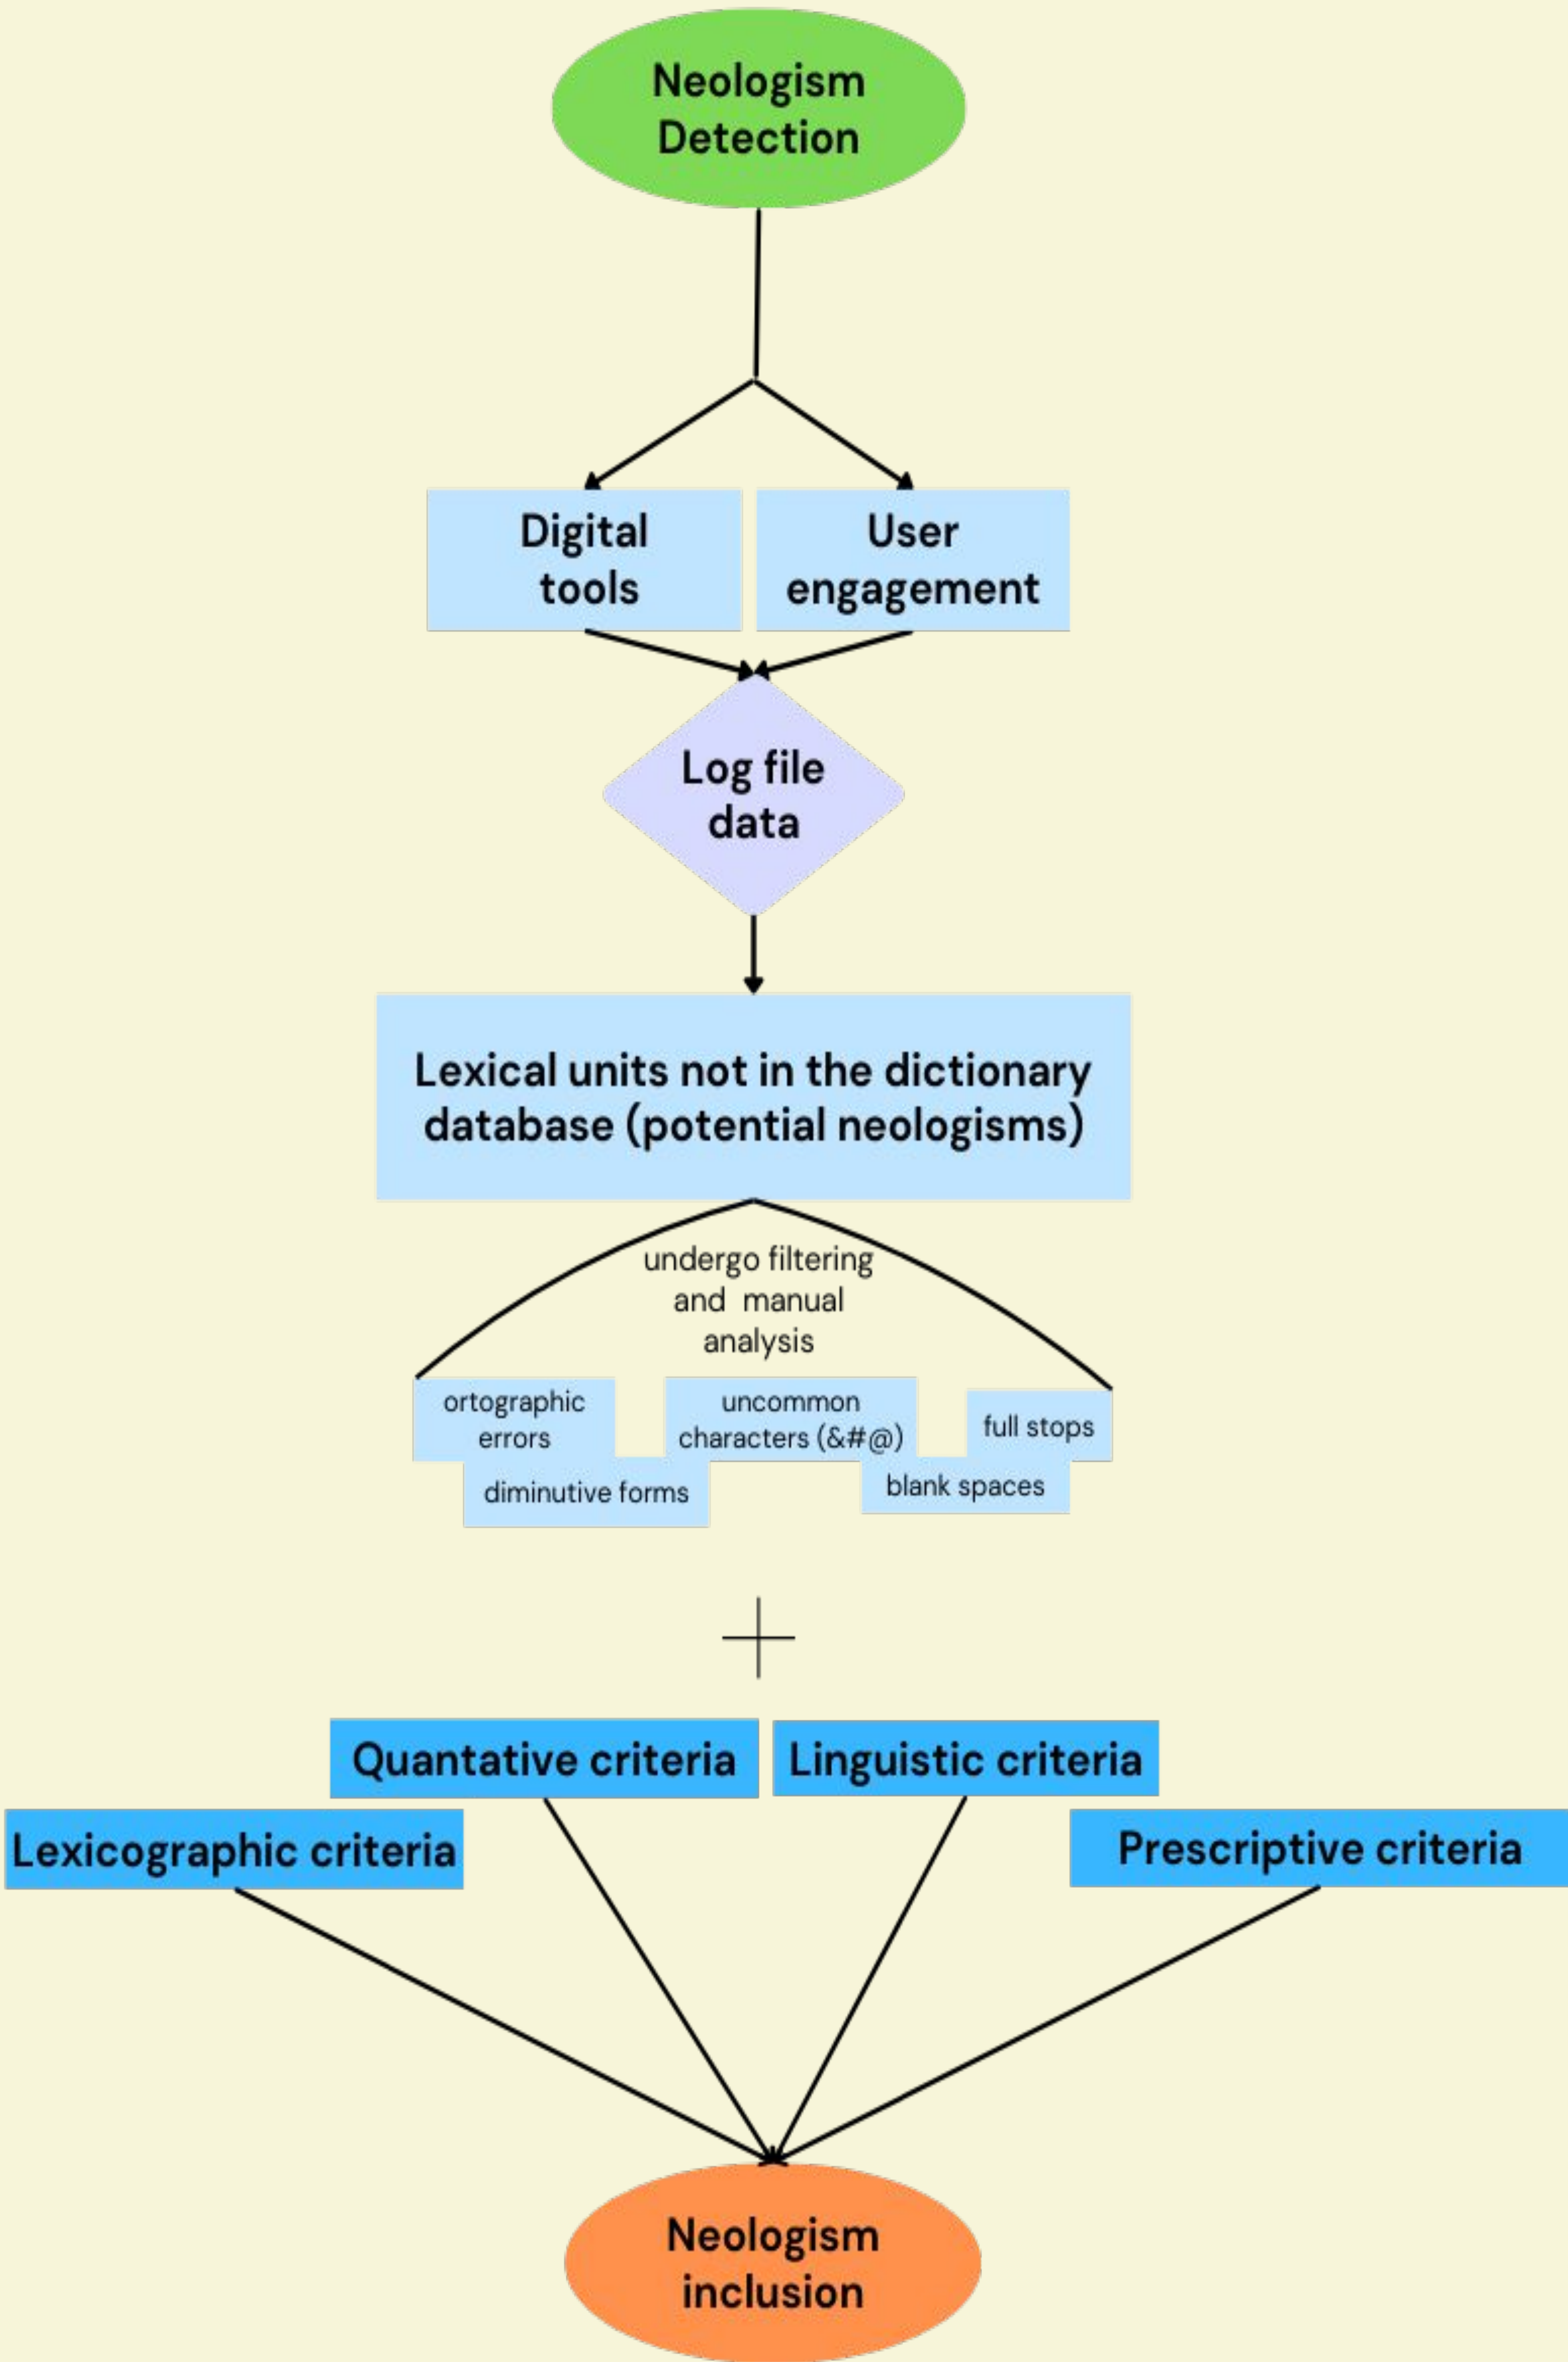 Neologism
Detection
Digital
tools
User
engagement
Log file
data
Lexical units not in the dictionary
database (potential neologisms)
undergo filtering
and manual
analysis
ortographic
errors
uncommon
characters (&#@)
full stops
diminutive forms
blank spaces
Quantative criteria
Linguistic criteria
Lexicographic criteria
Prescriptive criteria
Neologism
inclusion